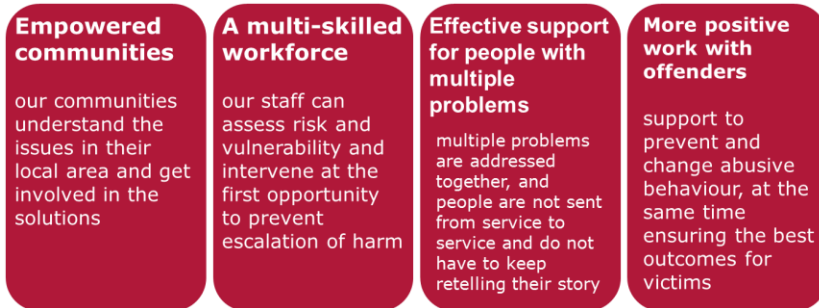 Empowered
communities
our communities
understand the
issues in their
local area and get
involved in the
solutions
A multi-skilled
workforce
our staff can
assess risk and
vulnerability and
intervene at the
first opportunity
to prevent
escalation of harm
Effective support
for people with
multiple
problems
multiple problems
are addressed
together, and
people are not sent
from service to
service and do not
have to keep
retelling their story
More positive
work with
offenders
support to
prevent and
change abusive
behaviour, at the
same time
ensuring the best
outcomes for
victims